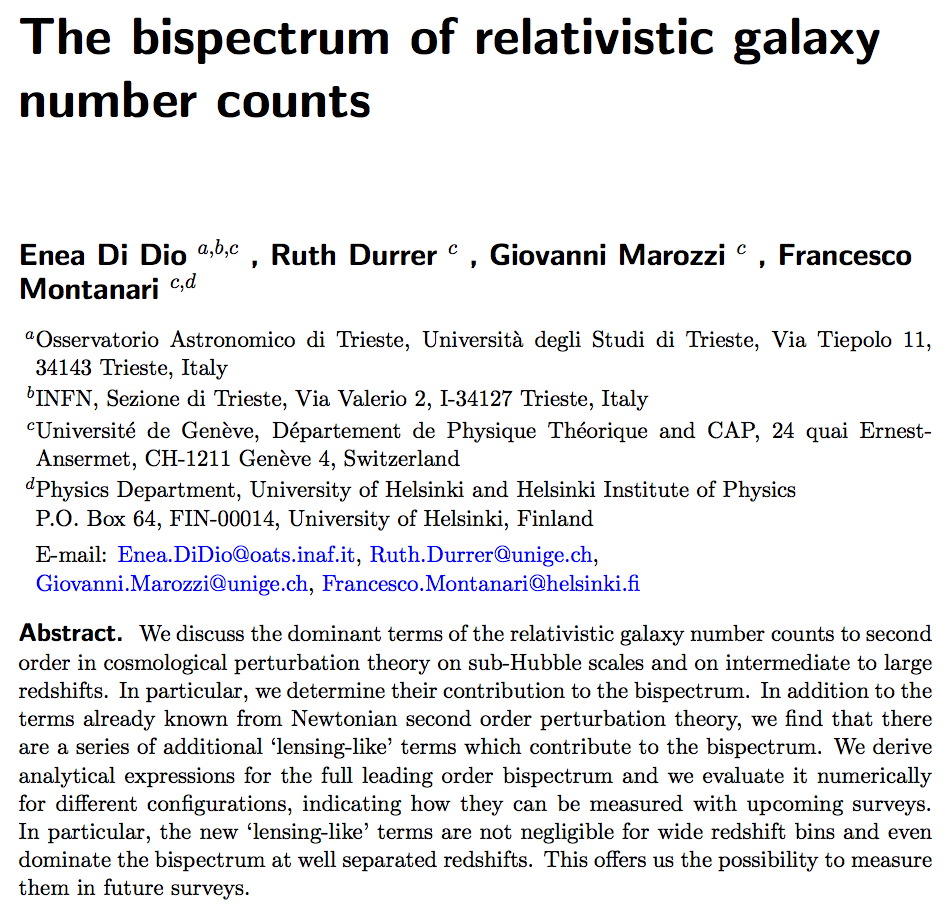 The bispectrum of relativistic galaxy
number counts
Enea Di Dio a,b,c , Ruth Durrer c , Giovanni Marozzi c , Francesco
Montanari c,d
aOsservatorio Astronomico di Trieste, Università degli Studi di Trieste, Via Tiepolo 11,
34143 Trieste, Italy
bINFN, Sezione di Trieste, Via Valerio 2, I-34127 Trieste, Italy
cUniversité de Genève, Département de Physique Théorique and CAP, 24 quai Ernest-
Ansermet, CH-1211 Genève 4, Switzerland
dPhysics Department, University of Helsinki and Helsinki Institute of Physics
P.O. Box 64, FIN-00014, University of Helsinki, Finland
E-mail: Enea.DiDio@oats.inaf.it, Ruth.Durrer@unige.ch,
Giovanni.Marozzi@unige.ch, Francesco.Montanari@helsinki.fi
Abstract. We discuss the dominant terms of the relativistic galaxy number counts to second
order in cosmological perturbation theory on sub-Hubble scales and on intermediate to large
redshifts. In particular, we determine their contribution to the bispectrum. In addition to the
terms already known from Newtonian second order perturbation theory, we find that there
are a series of additional ‘lensing-like’ terms which contribute to the bispectrum. We derive
analytical expressions for the full leading order bispectrum and we evaluate it numerically
for different configurations, indicating how they can be measured with upcoming surveys.
In particular, the new ‘lensing-like’ terms are not negligible for wide redshift bins and even
dominate the bispectrum at well separated redshifts. This offers us the possibility to measure
them in future surveys.